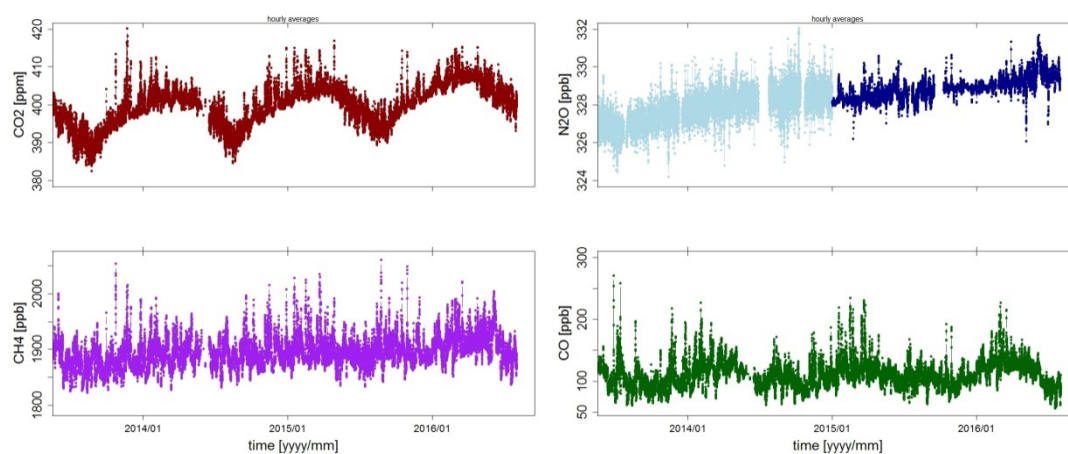 hourly averages
CO2 [ppm]
420
410
400
390
380
hourly averages
N2O [ppb]
332
330
328
326
324
CH4 [ppb]
2000
1900
1800
2014/01
2015/01
2016/01
time [yyyy/mm]
CO [ppb]
300
200
100
50
2014/01
2015/01
2016/01
time [yyyy/mm]